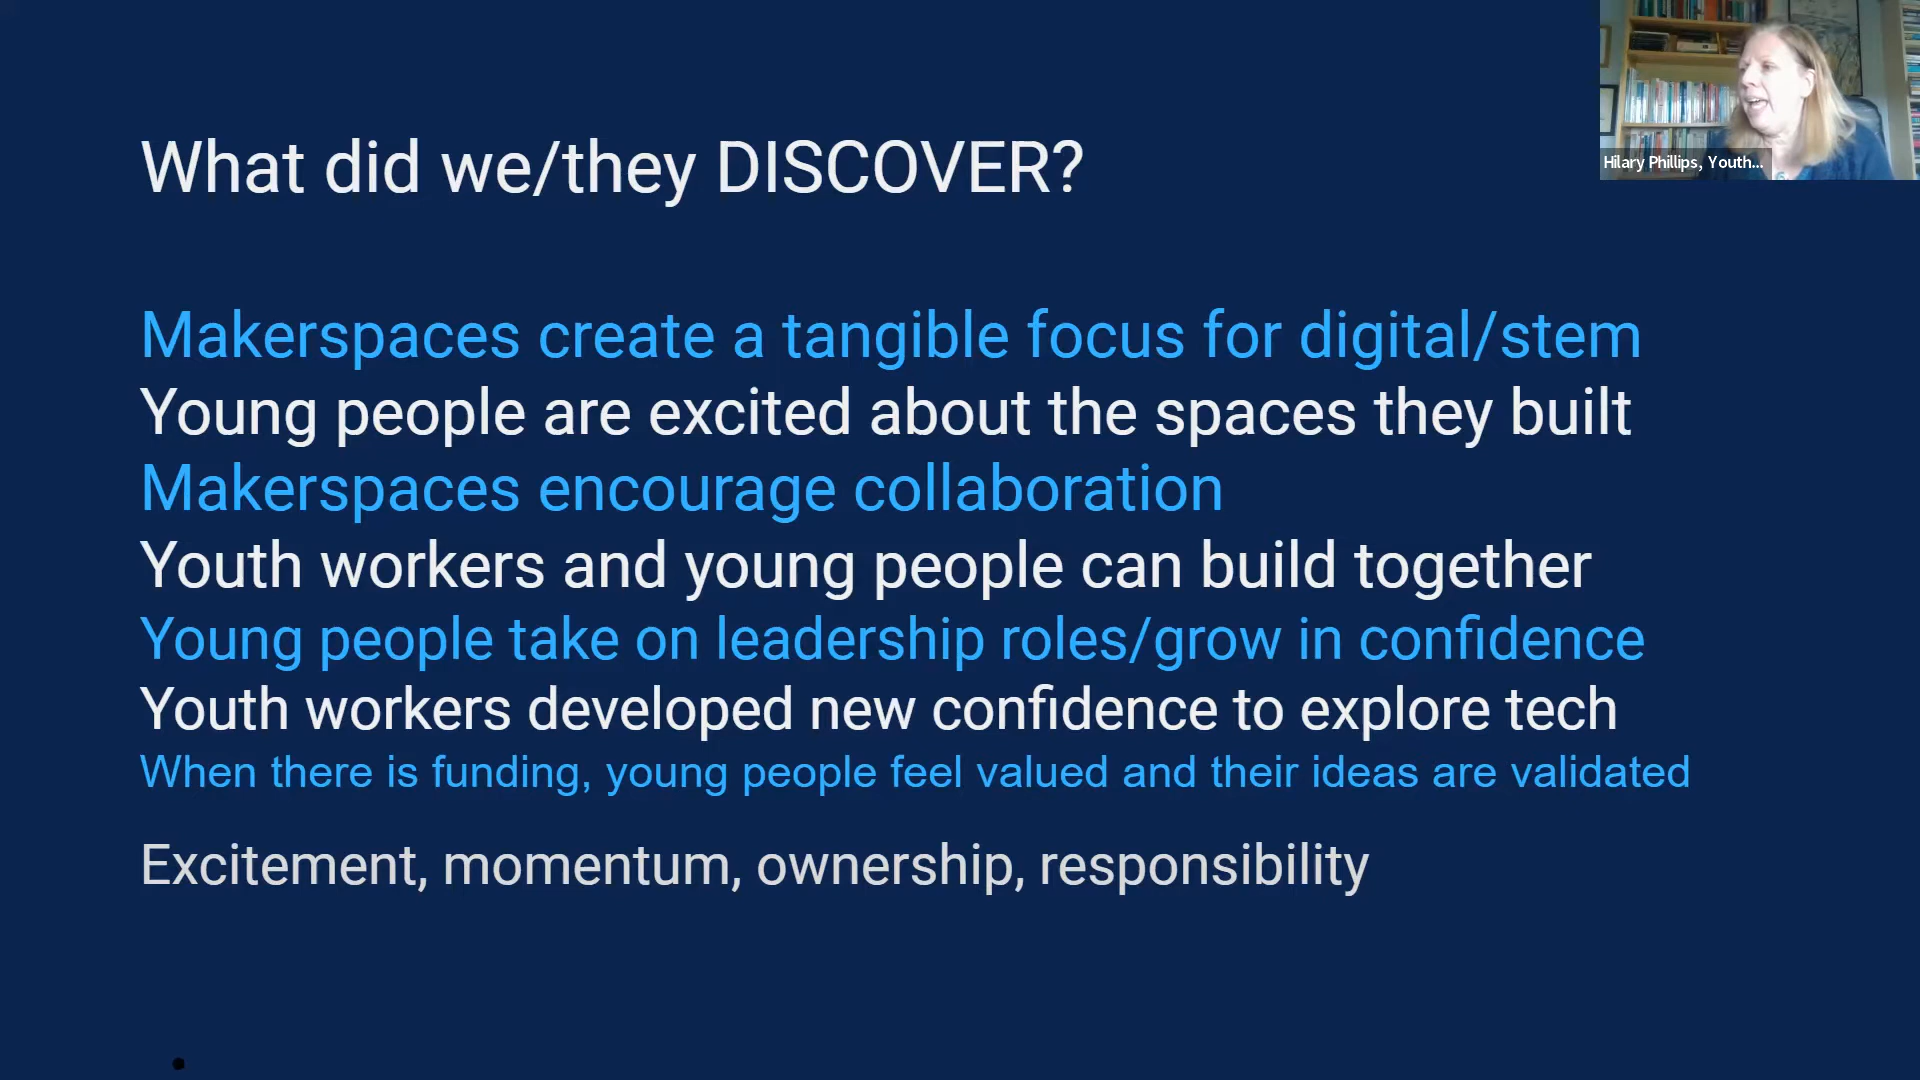 What did we/they DISCOVER?
Hilary Phillips, Youth...
Makerspaces create a tangible focus for digital/stem
Young people are excited about the spaces they built
Makerspaces encourage collaboration
Youth workers and young people can build together
Young people take on leadership roles/grow in confidence
Youth workers developed new confidence to explore tech
When there is funding, young people feel valued and their ideas are validated
Excitement, momentum, ownership, responsibility